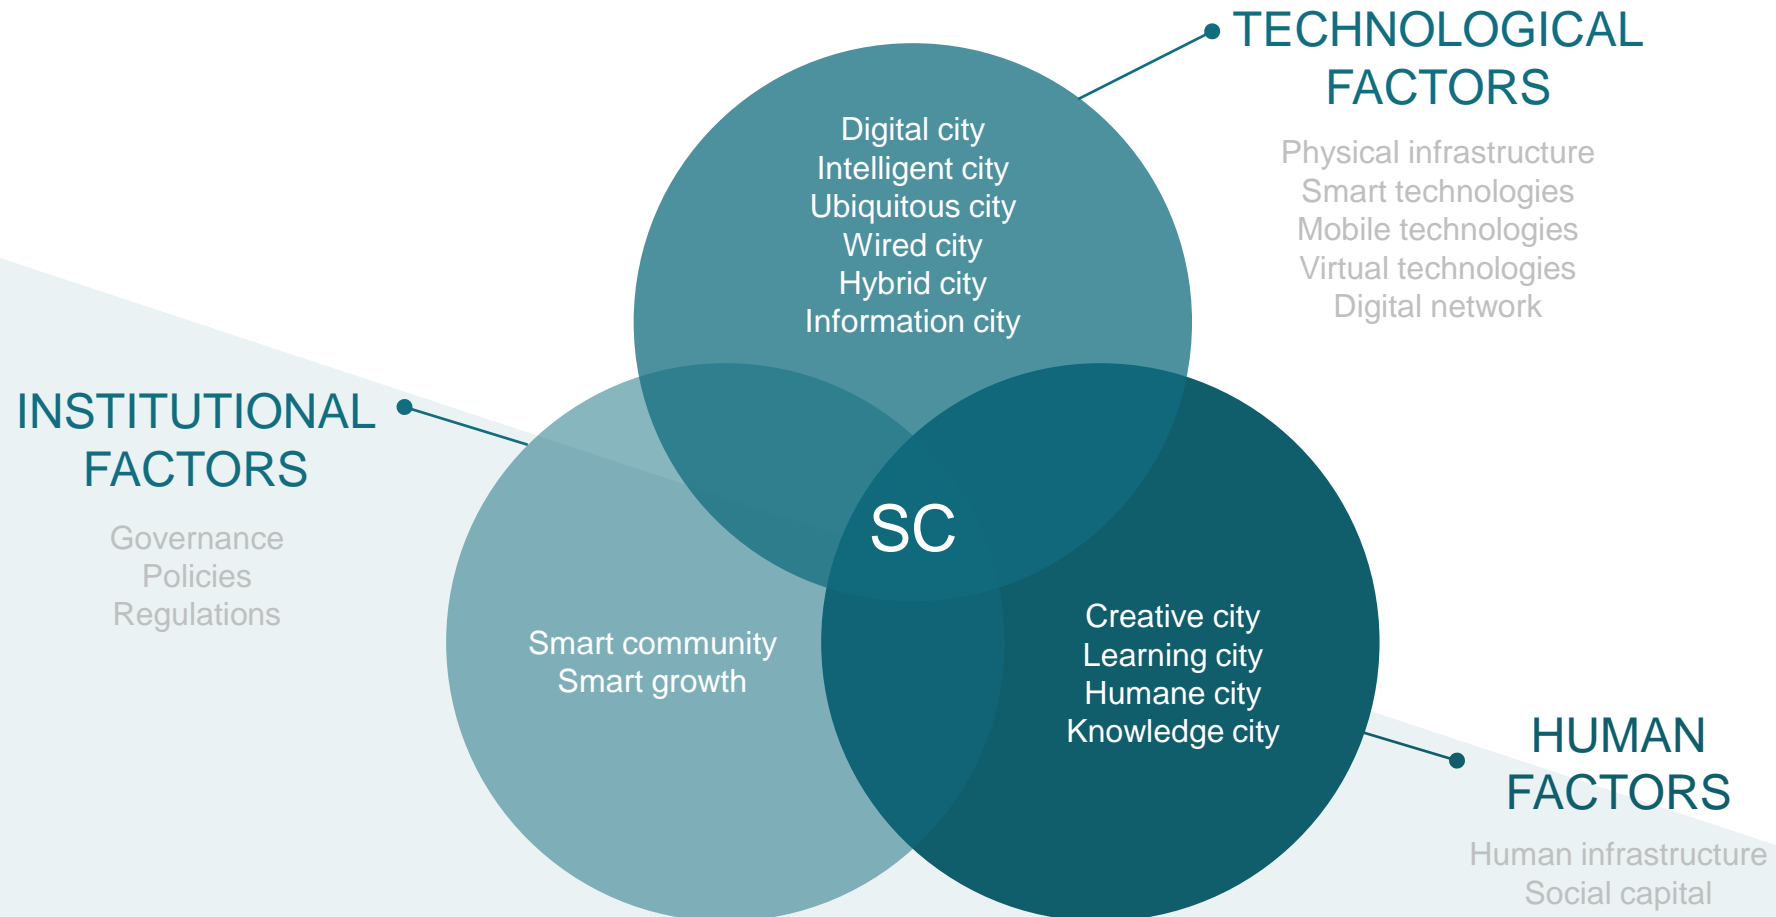 TECHNOLOGICAL
FACTORS
Physical infrastructure
Smart technologies
Mobile technologies
Virtual technologies
Digital network
Digital city
Intelligent city
Ubiquitous city
Wired city
Hybrid city
Information city
INSTITUTIONAL
FACTORS
Governance
Policies
Regulations
SC
Smart community
Smart growth
Creative city
Learning city
Humane city
Knowledge city
HUMAN
FACTORS
Human infrastructure
Social capital